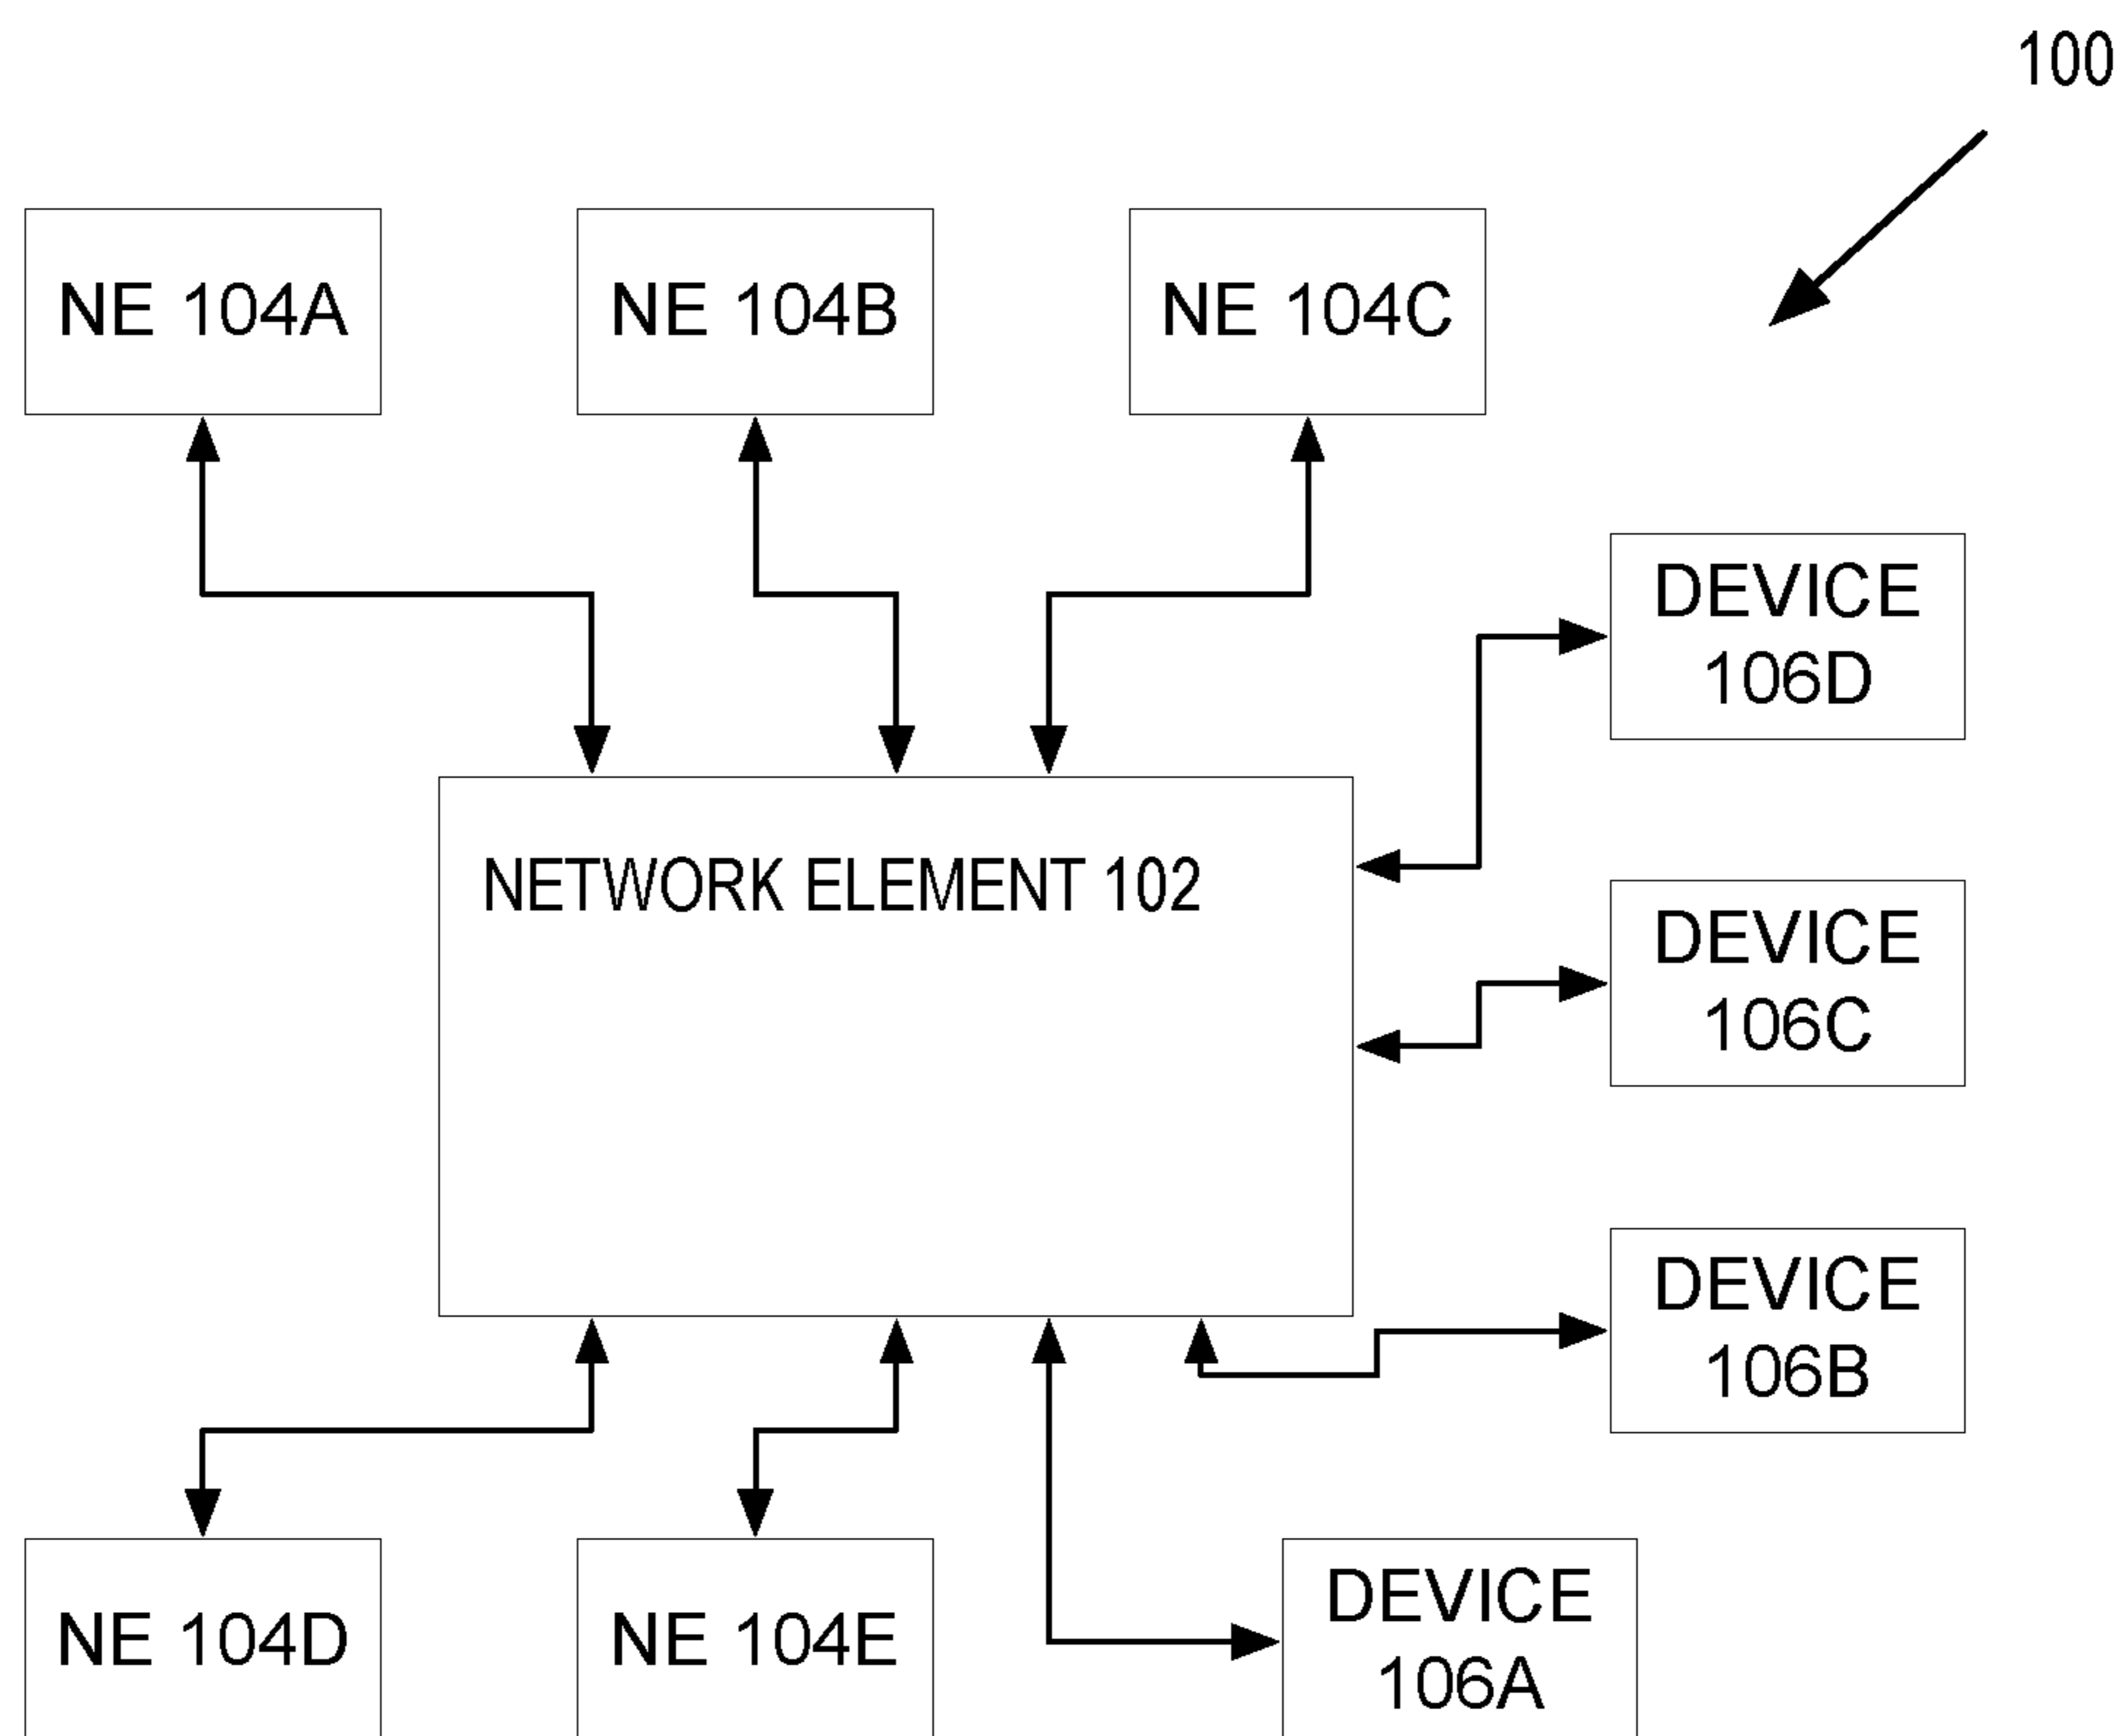 100
NE 104A
NE 104B
NE 104C
DEVICE
106D
NETWORK ELEMENT 102
DEVICE
106C
DEVICE
106B
NE 104D
NE 104E
DEVICE
106A